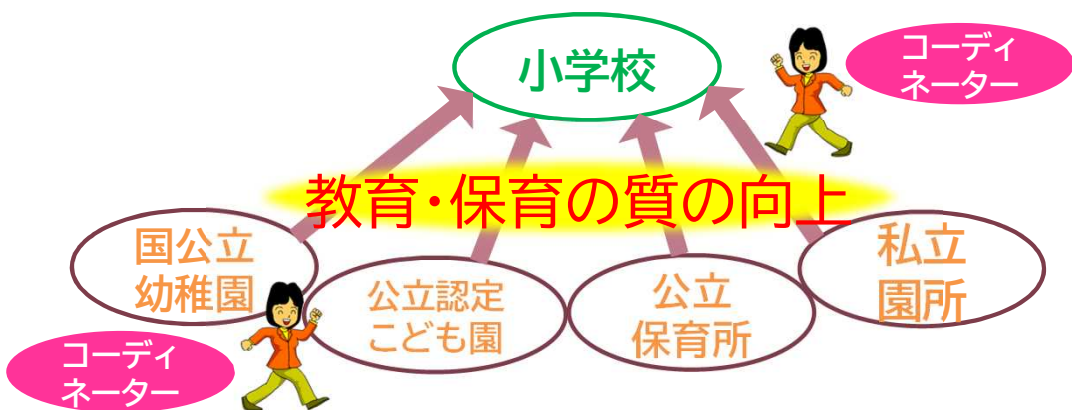 小学校
コーディ
ネーター
教育・保育の質の向上
国公立
幼稚園
公立認定
こども園
公立
保育所
私立
園所
コーディ
ネーター